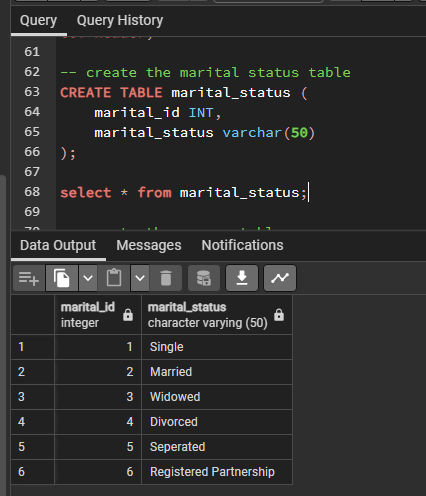 Query Query History
61
62 -- create the marital status table
63 CREATE TABLE marital_status (
64 marital_id INT,
65 marital_status varchar(50)
66 );
67
68 select * from marital_status;
69
Data Output Messages Notifications
marital_id marital_status
integer character varying (50)
1 1 Single
2 2 Married
3 3 Widowed
4 4 Divorced
5 5 Seperated
6 6 Registered Partnership